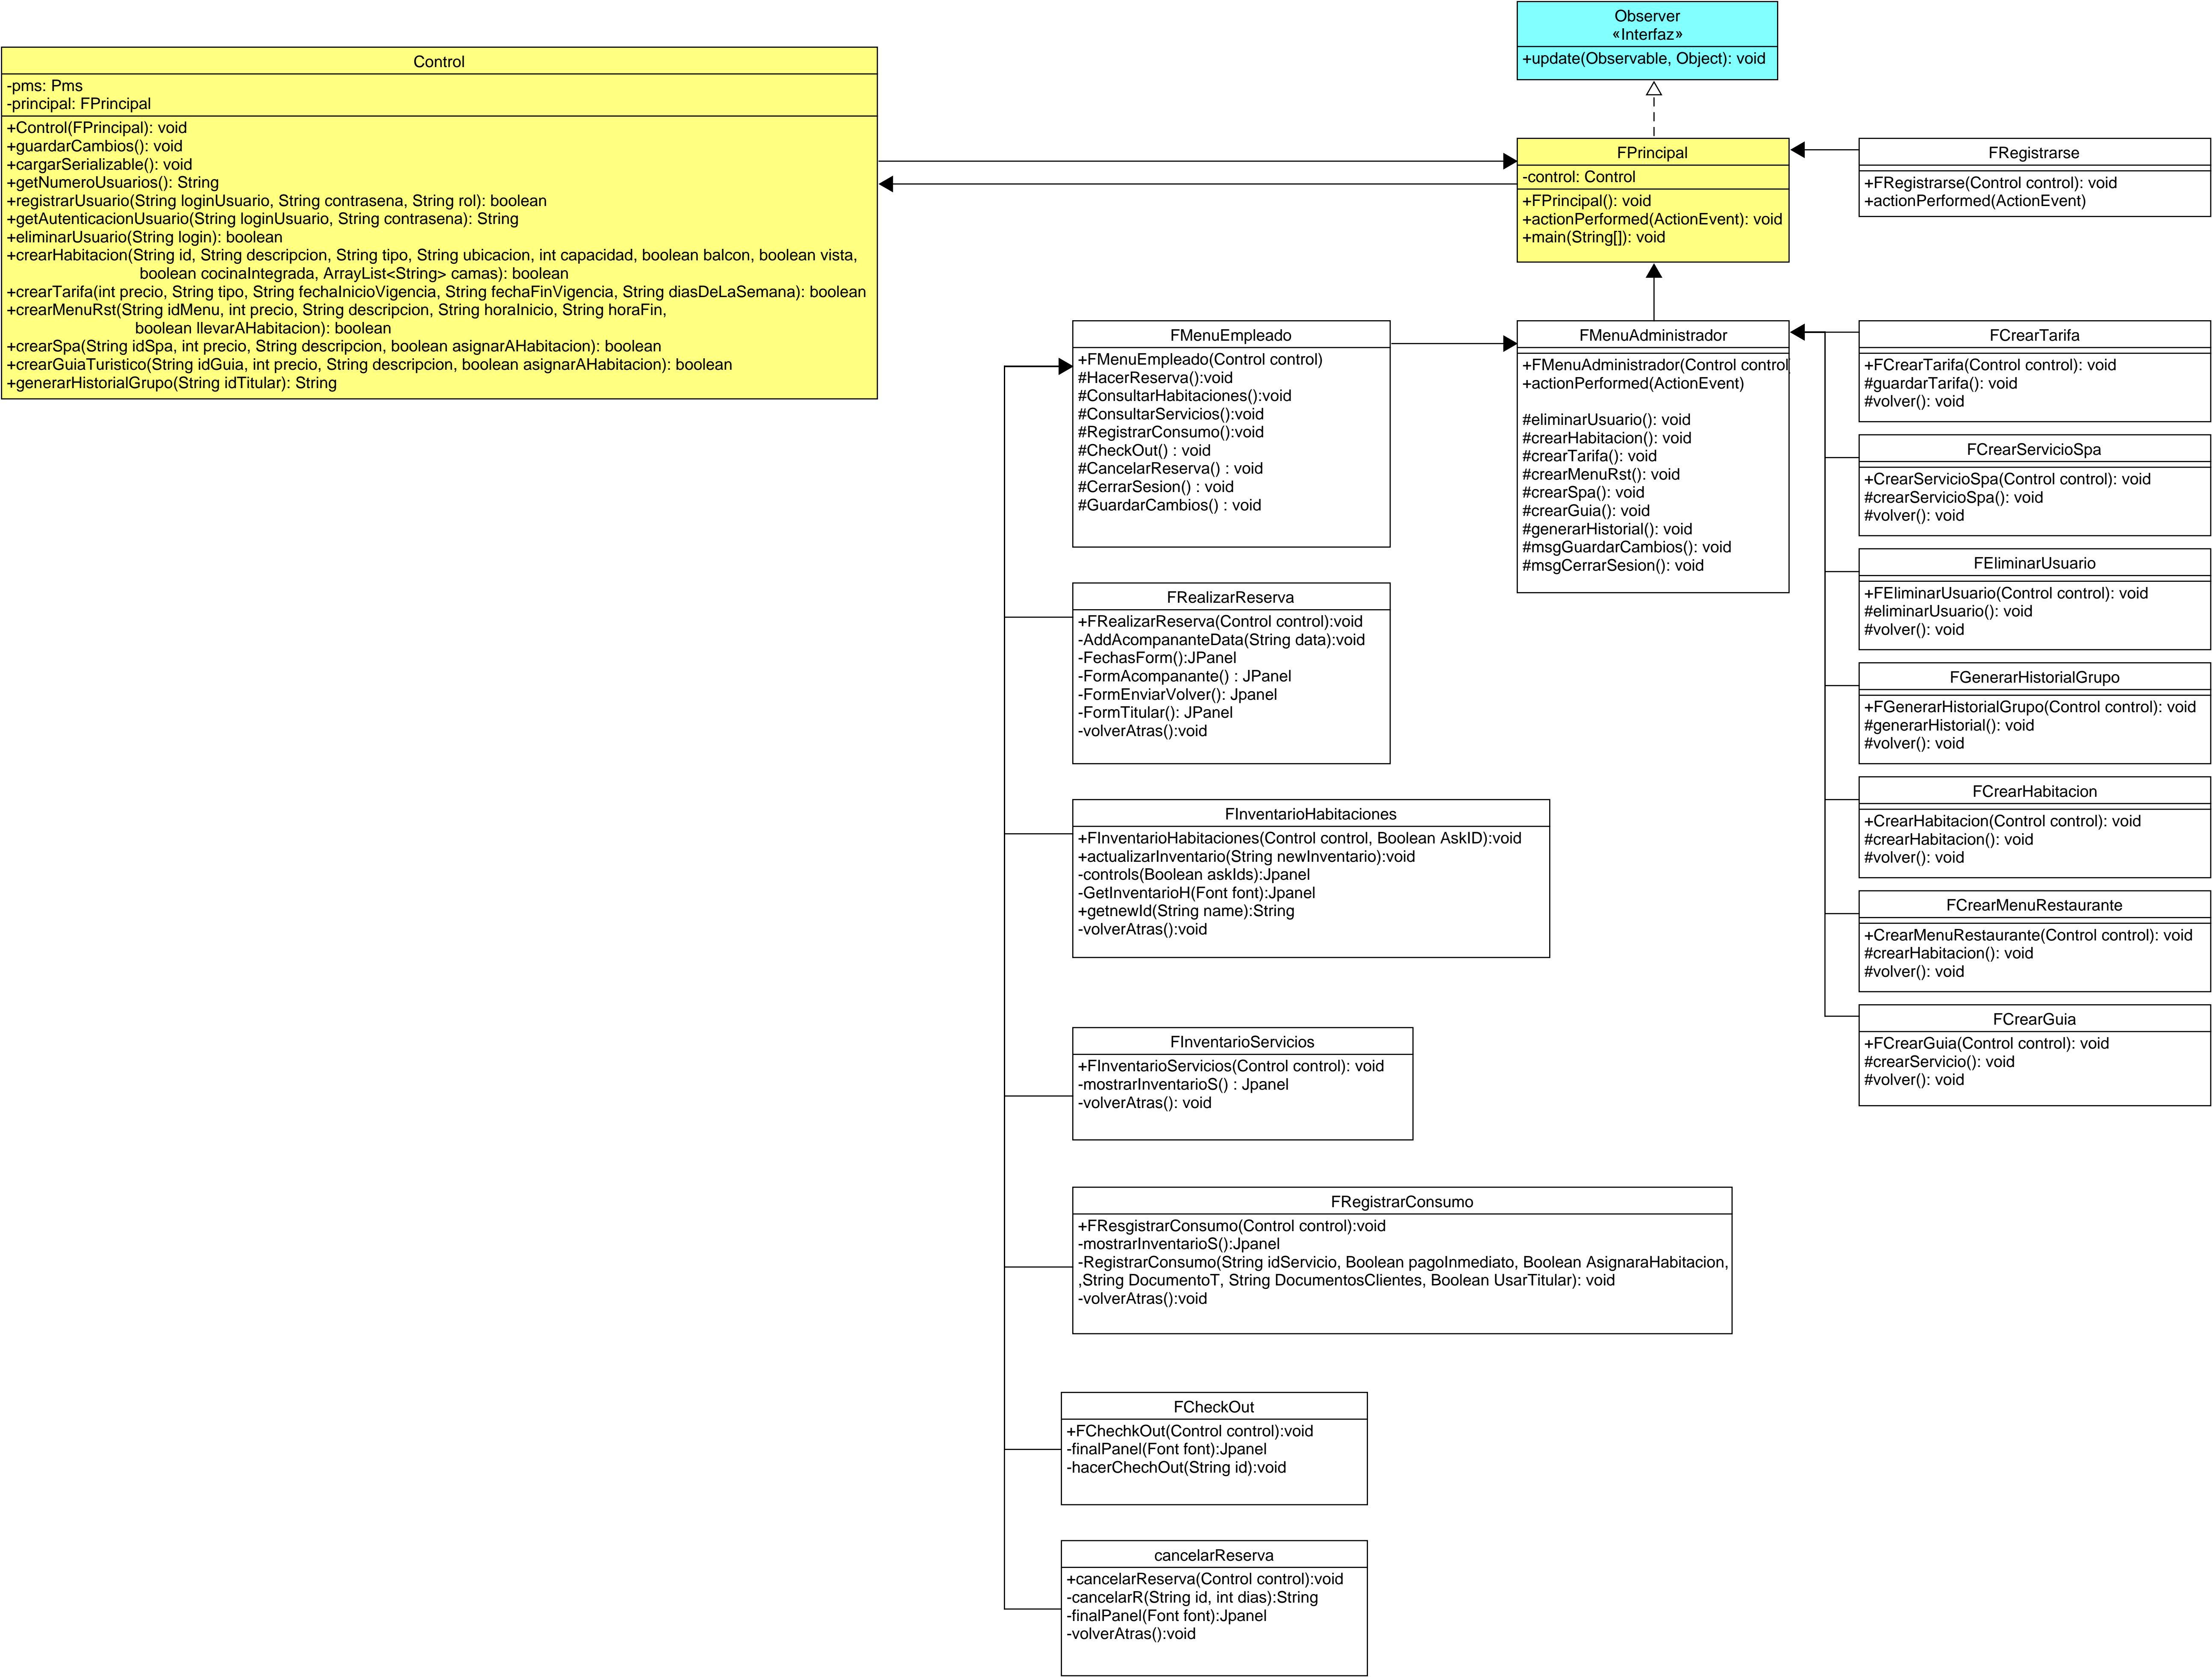 Observer
«Interfaz»
+update(Observable, Object): void
Control
-pms: Pms
-principal: FPrincipal
+Control(FPrincipal): void
+guardarCambios(): void
+cargarSerializable(): void
+getNumeroUsuarios(): String
+registrarUsuario(String loginUsuario, String contrasena, String rol): boolean
+getAutenticacionUsuario(String loginUsuario, String contrasena): String
+eliminarUsuario(String login): boolean
+crearHabitacion(String id, String descripcion, String tipo, String ubicacion, int capacidad, boolean balcon, boolean vista,
boolean cocinaIntegrada, ArrayList<String> camas): boolean
+crearTarifa(int precio, String tipo, String fechaInicioVigencia, String fechaFinVigencia, String diasDeLaSemana): boolean
+crearMenuRst(String idMenu, int precio, String descripcion, String horaInicio, String horaFin,
boolean llevarAHabitacion): boolean
+crearSpa(String idSpa, int precio, String descripcion, boolean asignarAHabitacion): boolean
+crearGuiaTuristico(String idGuia, int precio, String descripcion, boolean asignarAHabitacion): boolean
+generarHistorialGrupo(String idTitular): String
FPrincipal
-control: Control
+FPrincipal(): void
+actionPerformed(ActionEvent): void
+main(String[]): void
FRegistrarse
+FRegistrarse(Control control): void
+actionPerformed(ActionEvent)
FMenuEmpleado
+FMenuEmpleado(Control control)
#HacerReserva():void
#ConsultarHabitaciones():void
#ConsultarServicios():void
#RegistrarConsumo():void
#CheckOut() : void
#CancelarReserva() : void
#CerrarSesion() : void
#GuardarCambios() : void
FMenuAdministrador
+FMenuAdministrador(Control control
+actionPerformed(ActionEvent)
#eliminarUsuario(): void
#crearHabitacion(): void
#crearTarifa(): void
#crearMenuRst(): void
#crearSpa(): void
#crearGuia(): void
#generarHistorial(): void
#msgGuardarCambios(): void
#msgCerrarSesion(): void
FCrearTarifa
+FCrearTarifa(Control control): void
#guardarTarifa(): void
#volver(): void
FCrearServicioSpa
+CrearServicioSpa(Control control): void
#crearServicioSpa(): void
#volver(): void
FEliminarUsuario
+FEliminarUsuario(Control control): void
#eliminarUsuario(): void
#volver(): void
FGenerarHistorialGrupo
+FGenerarHistorialGrupo(Control control): void
#generarHistorial(): void
#volver(): void
FCrearHabitacion
+CrearHabitacion(Control control): void
#crearHabitacion(): void
#volver(): void
FCrearMenuRestaurante
+CrearMenuRestaurante(Control control): void
#crearHabitacion(): void
#volver(): void
FCrearGuia
+FCrearGuia(Control control): void
#crearServicio(): void
#volver(): void
FRealizarReserva
+FRealizarReserva(Control control):void
-AddAcompananteData(String data):void
-FechasForm():JPanel
-FormAcompanante() : JPanel
-FormEnviarVolver(): Jpanel
-FormTitular(): JPanel
-volverAtras():void
FInventarioHabitaciones
+FInventarioHabitaciones(Control control, Boolean AskID):void
+actualizarInventario(String newInventario):void
-controls(Boolean askIds):Jpanel
-GetInventarioH(Font font):Jpanel
+getnewId(String name):String
-volverAtras():void
FInventarioServicios
+FInventarioServicios(Control control): void
-mostrarInventarioS() : Jpanel
-volverAtras(): void
FRegistrarConsumo
+FResgistrarConsumo(Control control):void
-mostrarInventarioS():Jpanel
-RegistrarConsumo(String idServicio, Boolean pagoInmediato, Boolean AsignaraHabitacion,
,String DocumentoT, String DocumentosClientes, Boolean UsarTitular): void
-volverAtras():void
FCheckOut
+FChechkOut(Control control):void
-finalPanel(Font font):Jpanel
-hacerChechOut(String id):void
cancelarReserva
+cancelarReserva(Control control):void
-cancelarR(String id, int dias):String
-finalPanel(Font font):Jpanel
-volverAtras():void